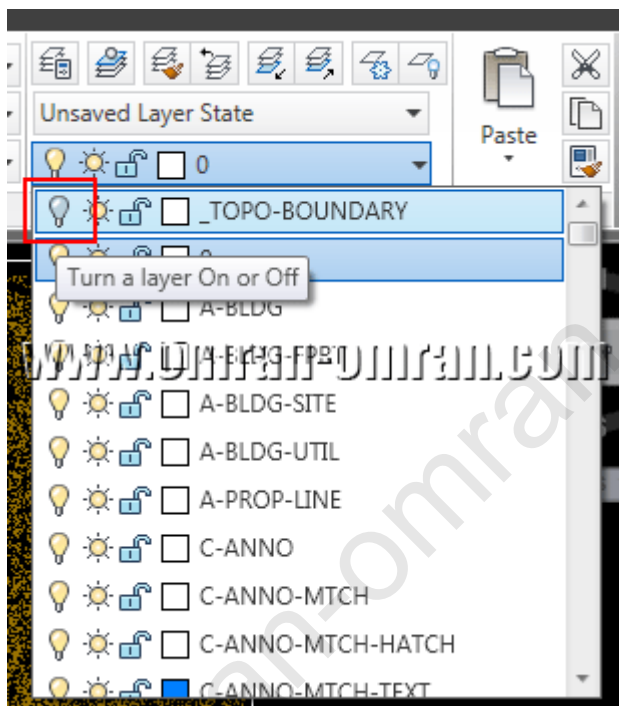 Unsaved Layer State
Paste
0
_TOPO-BOUNDARY
Turn a layer On or Off
A-BLDG
www.omran-omran.com
A-BLDG-SITE
A-BLDG-UTIL
A-PROP-LINE
C-ANNO
C-ANNO-MTCH
C-ANNO-MTCH-HATCH
C-ANNO-MTCH-TEXT